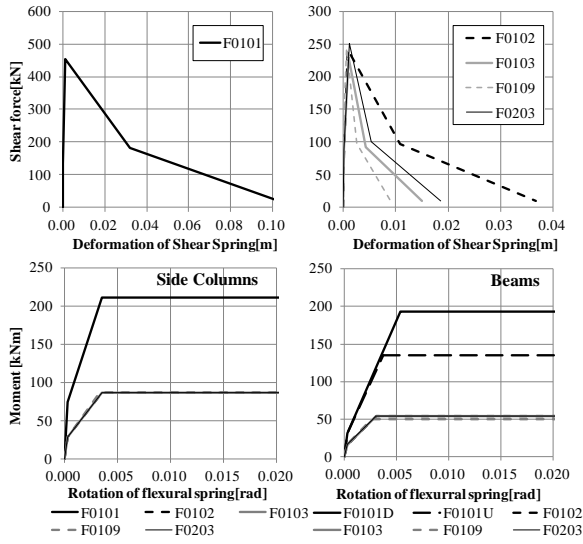 600
500
400
300
200
100
0
Shear force[kN]
F0101
0.00 0.02 0.04 0.06 0.08 0.10
Deformation of Shear Spring[m]
300
250
200
150
100
50
0
F0102
F0103
F0109
F0203
0.00 0.01 0.02 0.03 0.04
Deformation of Shear Spring[m]
250
200
150
100
50
0
Moment [kNm]
Side Columns
0.000 0.005 0.010 0.015 0.020
Rotation of flexural spring[rad]
250
200
150
100
50
0
Beams
0.000 0.005 0.010 0.015 0.020
Rotation of flexurral spring[rad]
F0101 F0102 F0103
F0109 F0203
F0101D F0101U F0102
F0103 F0109 F0203